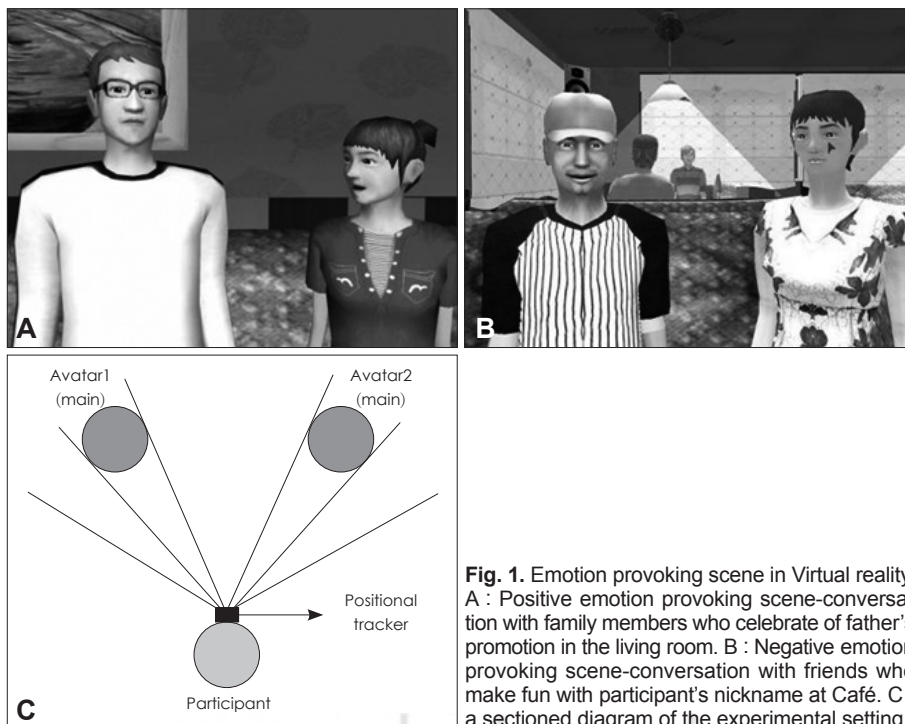 A
B
Avatar1
(main)
Avatar2
(main)
Positional
tracker
Participant
C
Fig. 1. Emotion provoking scene in Virtual reality
A : Positive emotion provoking scene-conversa
tion with family members who celebrate of father's
promotion in the living room. B : Negative emotion
provoking scene-conversation with friends who
make fun with participant's nickname at Café. C
a sectioned diagram of the experimental setting.